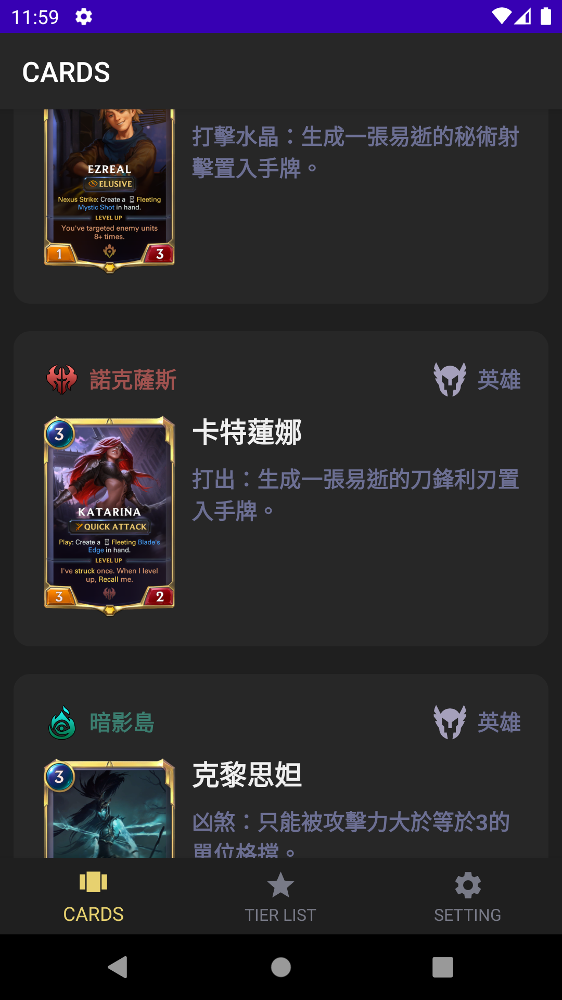 11:59
CARDS
打擊水晶：生成一張易逝的秘術射
擊置入手牌。
EZREAL
ELUSIVE
Nexus Strike: Create a Fleeting
Mystic Shot in hand.
LEVEL UP
You've targeted enemy units
8+ times.
1
3
諾克薩斯
英雄
3
卡特蓮娜
打出：生成一張易逝的刀鋒利刃置
入手牌。
KATARINA
QUICK ATTACK
Play: Create a Fleeting Blade's
Edge in hand.
LEVEL UP
I've struck once. When I level
up, Recall me.
3
2
暗影島
英雄
3
克黎思妲
凶煞：只能被攻擊力大於等於3的
單位格擋。
CARDS
TIER LIST
SETTING